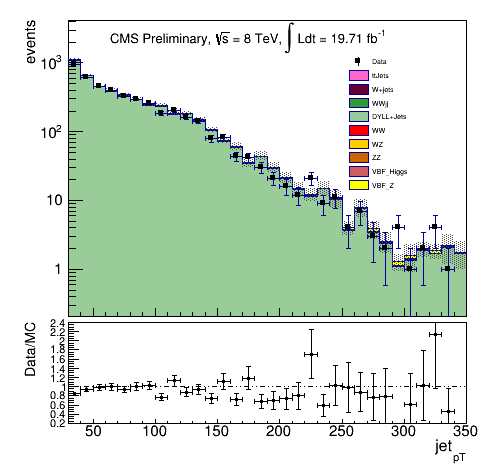 CMS Preliminary, √s = 8 TeV, ∫ Ldt = 19.71 fb⁻¹
events
Data
ttJets
W+jets
WWjj
DYLL+Jets
WW
WZ
ZZ
VBF_Higgs
VBF_Z
10³
10²
10
1
Data/MC
2.4
2.2
2
1.8
1.6
1.4
1.2
1
0.8
0.6
0.4
0.2
50 100 150 200 250 300 350
jet_pT